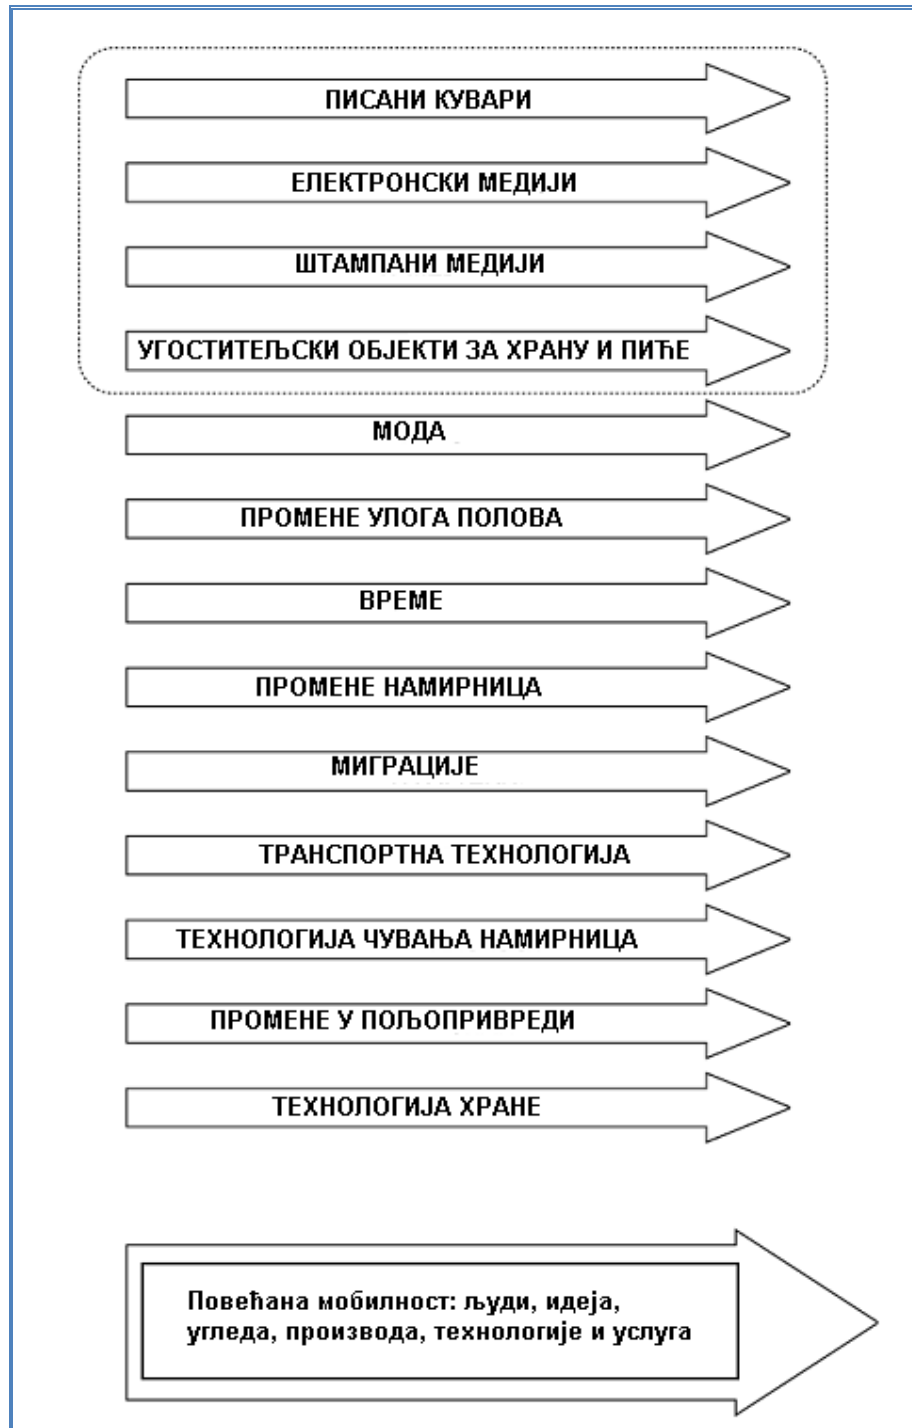 ПИСАНИ КУВАРИ
ЕЛЕКТРОНСКИ МЕДИЈИ
ШТАМПАНИ МЕДИЈИ
УГОСТИТЕЉСКИ ОБЈЕКТИ ЗА ХРАНУ И ПИЋЕ
МОДА
ПРОМЕНЕ УЛОГА ПОЛОВА
ВРЕМЕ
ПРОМЕНЕ НАМИРНИЦА
МИГРАЦИЈЕ
ТРАНСПОРТНА ТЕХНОЛОГИЈА
ТЕХНОЛОГИЈА ЧУВАЊА НАМИРНИЦА
ПРОМЕНЕ У ПОЉОПРИВРЕДИ
ТЕХНОЛОГИЈА ХРАНЕ
Повећана мобилност: људи, идеја,
угледа, производа, технологије и услуга